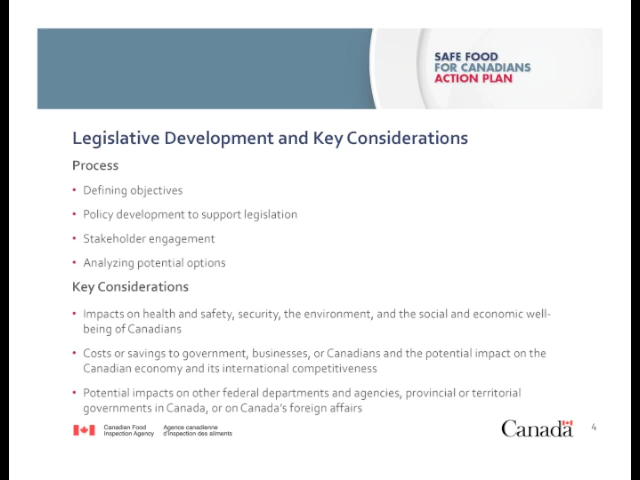 SAFE FOOD
FOR CANADIANS
ACTION PLAN
Legislative Development and Key Considerations
Process
• Defining objectives
• Policy development to support legislation
• Stakeholder engagement
• Analyzing potential options
Key Considerations
• Impacts on health and safety, security, the environment, and the social and economic well-
being of Canadians
• Costs or savings to government, businesses, or Canadians and the potential impact on the
Canadian economy and its international competitiveness
• Potential impacts on other federal departments and agencies, provincial or territorial
governments in Canada, or on Canada's foreign affairs
Canadian Food
Inspection Agency
Agence canadienne
d'inspection des aliments
Canada
4